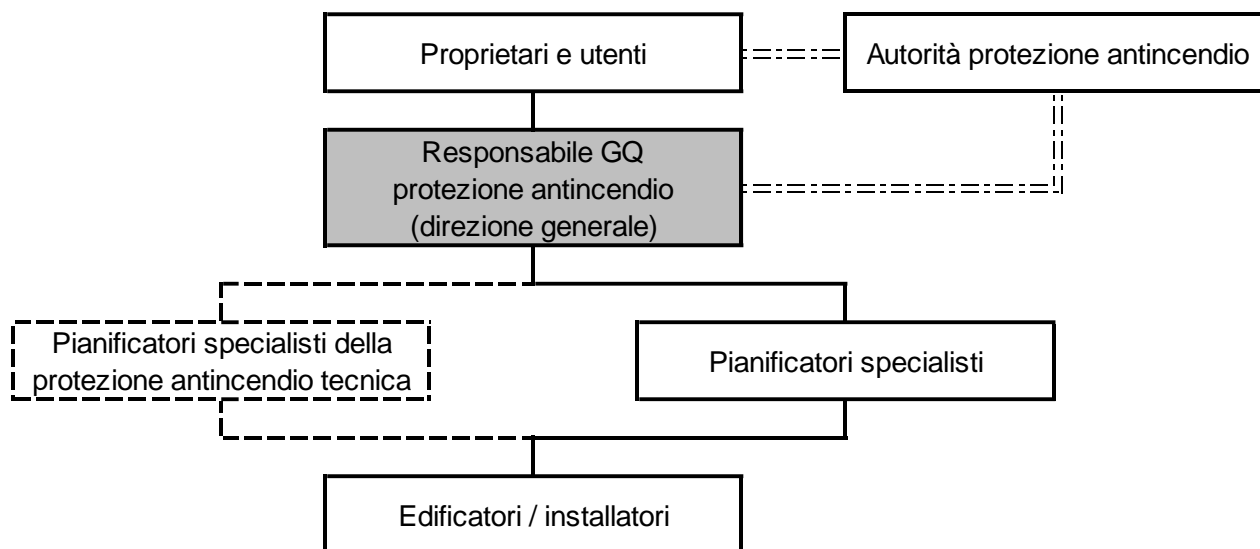 Proprietari e utenti
Autorità protezione antincendio
Responsabile GQ
protezione antincendio
(direzione generale)
Pianificatori specialisti della
protezione antincendio tecnica
Pianificatori specialisti
Edificatori / installatori